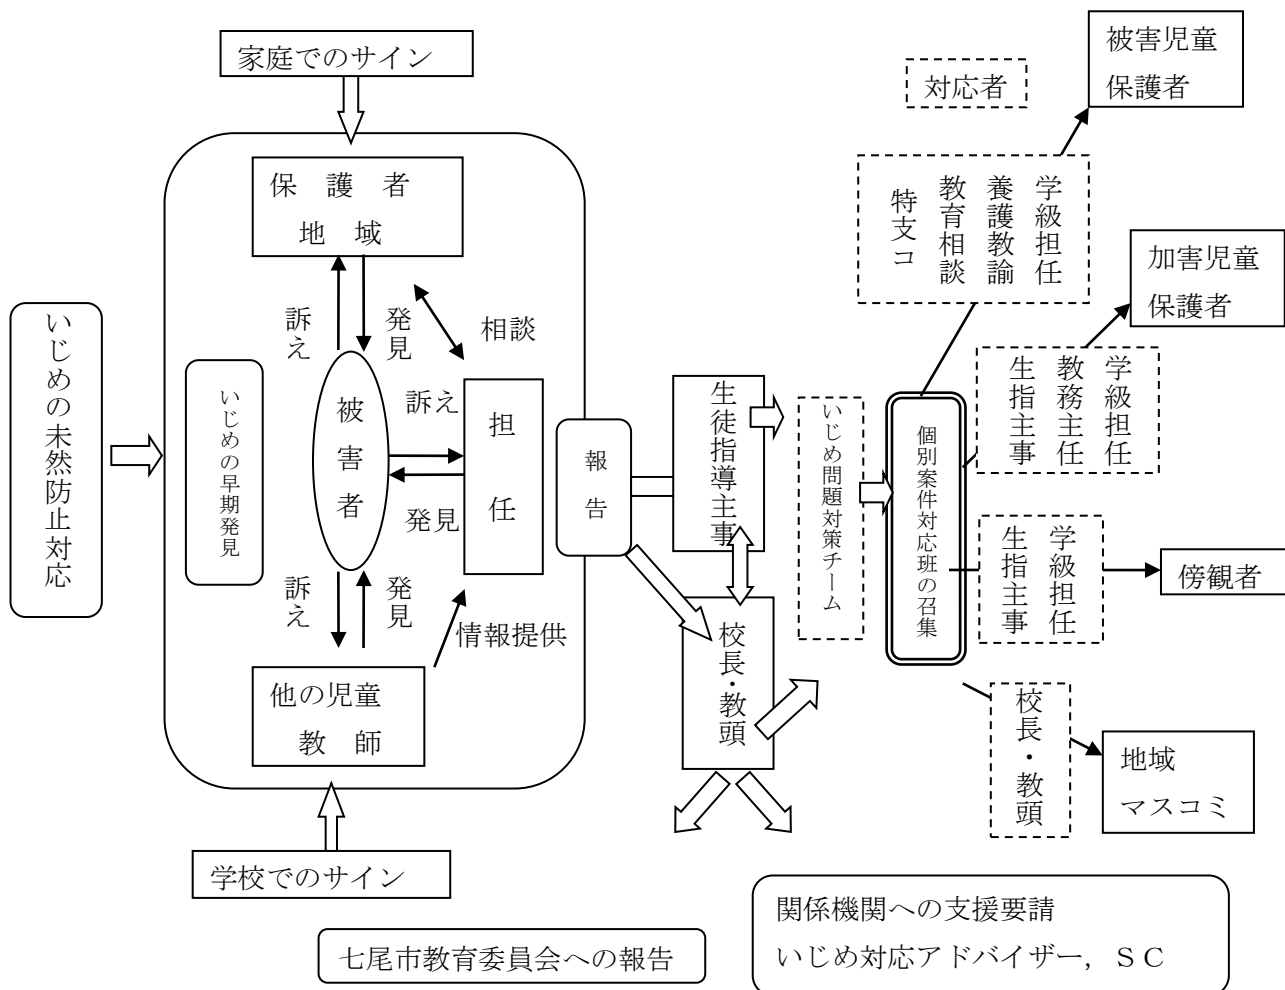 家庭でのサイン
保　護　者
地　域
訴え
発見
相談
いじめの未然防止対応
いじめの早期発見
被害者
訴え
発見
担任
訴え
発見
情報提供
他の児童
教　師
学校でのサイン
報告
生徒指導主事
校長・教頭
いじめ問題対策チーム
個別案件対応班の召集
対応者
被害児童
保護者
学級担任
養護教諭
教育相談
特支コ
加害児童
保護者
学級担任
教務主任
生指主事
学級担任
生指主事
傍観者
校長・教頭
地域
マスコミ
七尾市教育委員会への報告
関係機関への支援要請
いじめ対応アドバイザー，ＳＣ